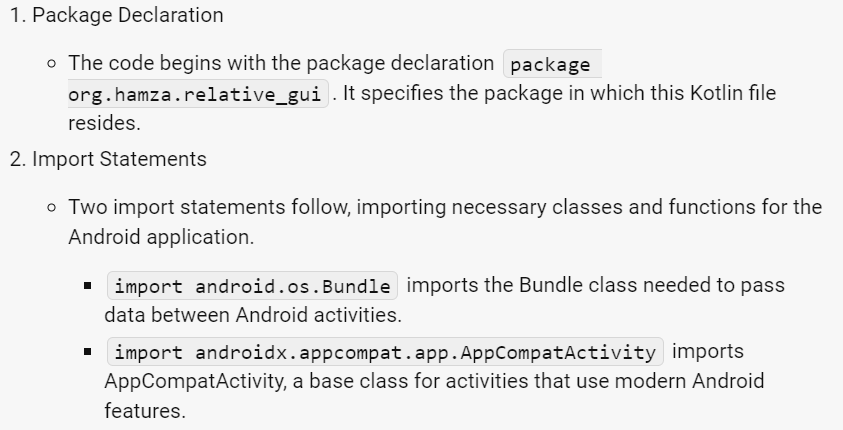 1. Package Declaration
The code begins with the package declaration package
org.hamza.relative_gui. It specifies the package in which this Kotlin file
resides.
2. Import Statements
Two import statements follow, importing necessary classes and functions for the
Android application.
import android.os.Bundle imports the Bundle class needed to pass
data between Android activities.
import androidx.appcompat.app.AppCompatActivity imports
AppCompatActivity, a base class for activities that use modern Android
features.